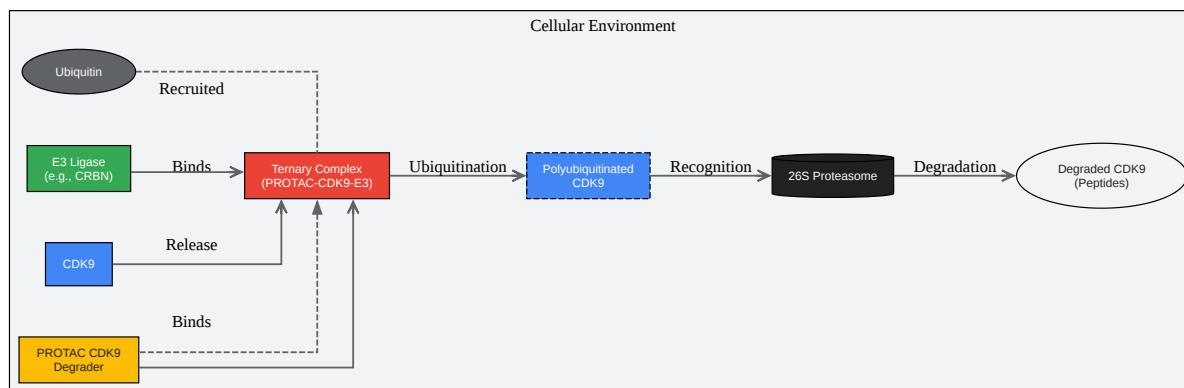 Cellular Environment
Ubiquitin
Recruited
E3 Ligase
(e.g., CRBN)
Binds
Ternary Complex
(PROTAC-CDK9-E3)
Ubiquitination
Polyubiquitinated
CDK9
Recognition
26S Proteasome
Degradation
Degraded CDK9
(Peptides)
Release
CDK9
Binds
PROTAC CDK9
Degrader